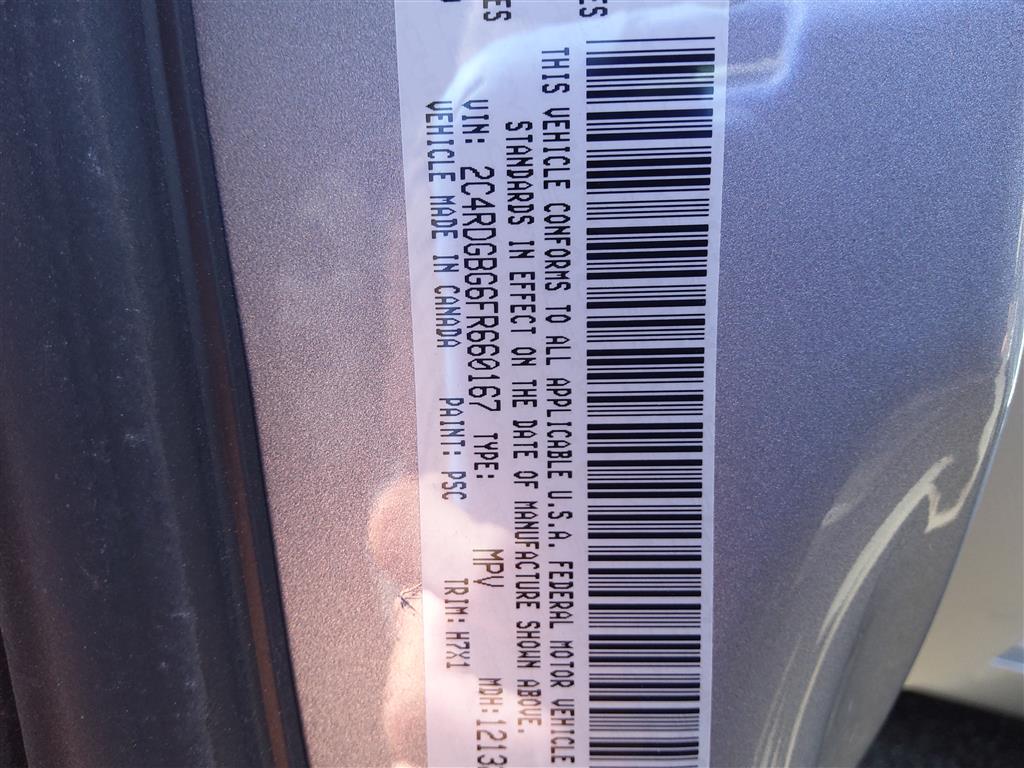 THIS VEHICLE CONFORMS TO ALL APPLICABLE U.S.A. FEDERAL MOTOR VEHICLE
STANDARDS IN EFFECT ON THE DATE OF MANUFACTURE SHOWN ABOVE.
VIN: 2C4RDGBG6FR660167 TYPE: MPV MDH:1213
VEHICLE MADE IN CANADA PAINT: PSC TRIM: H7X1